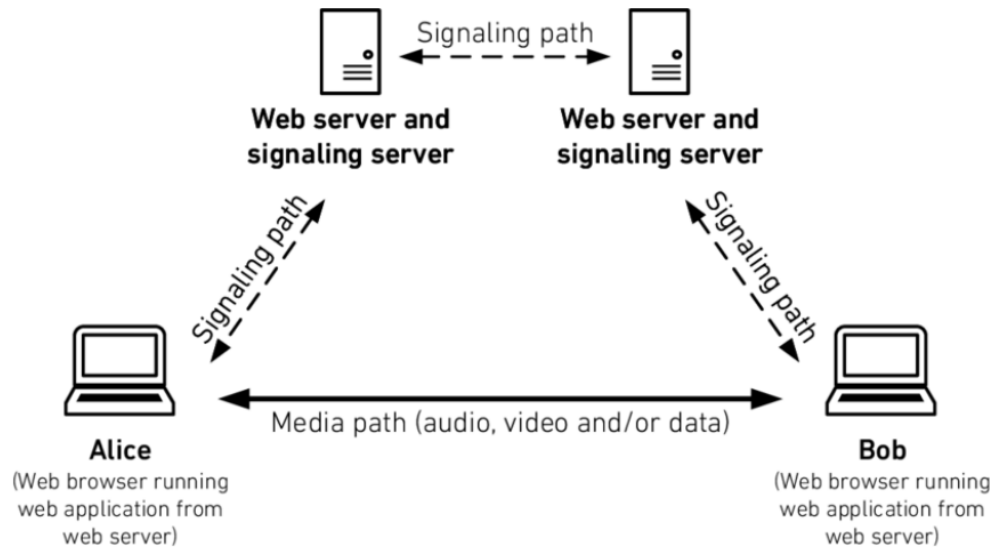 Signaling path
Web server and
signaling server
Web server and
signaling server
Signaling path
Signaling path
Media path (audio, video and/or data)
Alice
(Web browser running
web application from
web server)
Bob
(Web browser running
web application from
web server)